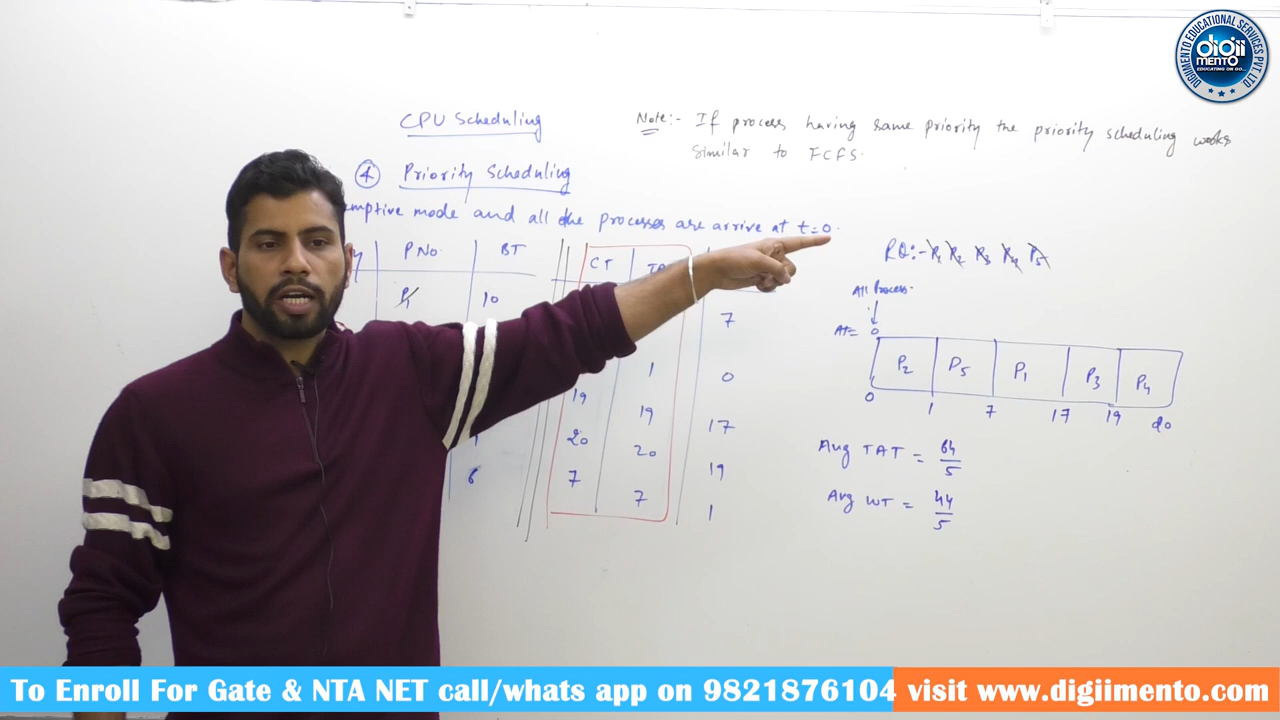 DIGIIMENTO EDUCATIONAL SERVICES PVT LTD
digii
MENTO
EDUCATING ON GO...
CPU Scheduling
Note:- If process having same priority the priority scheduling works
Similar to FCFS.
④ Priority Scheduling
emptive mode and all the processes are arrive at t=0.
y P No. BT CT
RQ:- P1 P2 P3 P4 P5
P1 10 7
All Process.
AT= 0
P2 P5 P1 P3 P4
0 1 7 17 19 20
1 0
19 19 17
1 20 20 19
6 7 7 1
Avg TAT = 64/5
Avg WT = 44/5
To Enroll For Gate & NTA NET call/whats app on 9821876104 visit www.digiimento.com